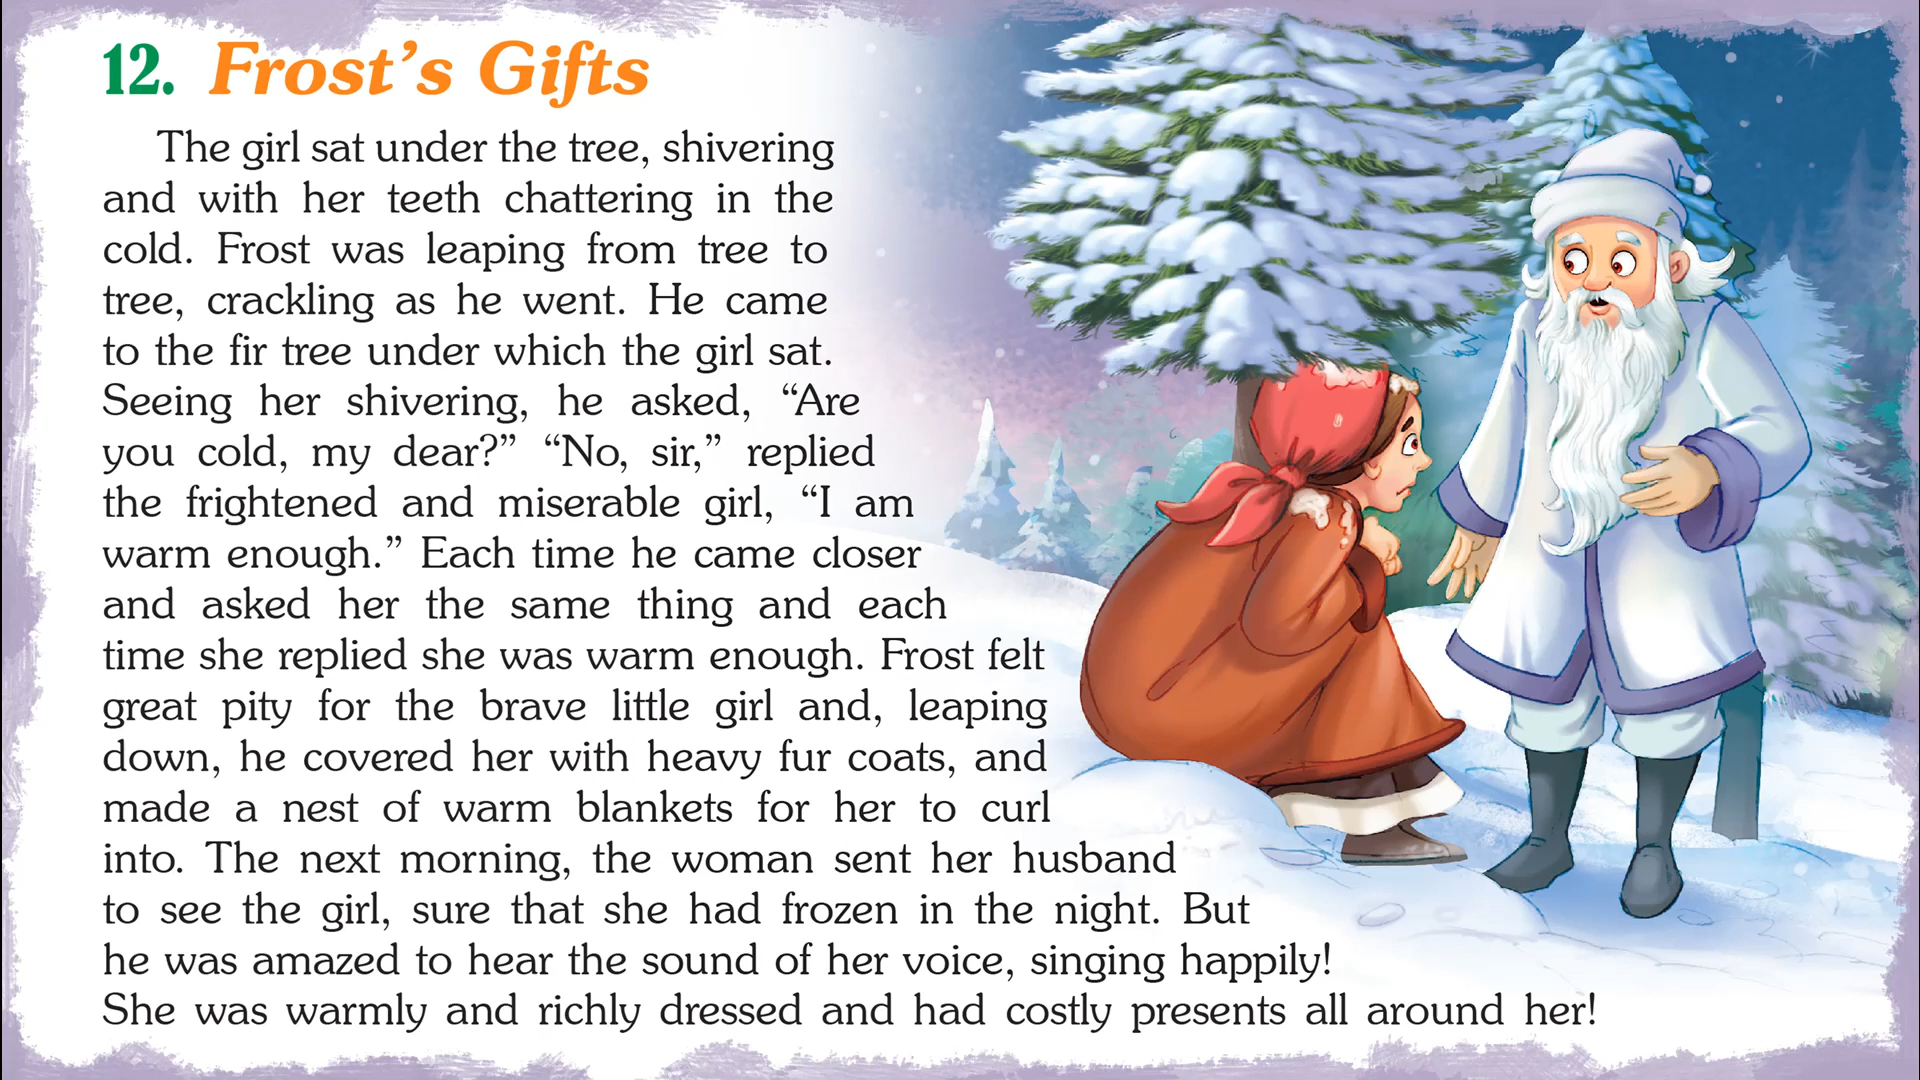 12. Frost’s Gifts
The girl sat under the tree, shivering
and with her teeth chattering in the
cold. Frost was leaping from tree to
tree, crackling as he went. He came
to the fir tree under which the girl sat.
Seeing her shivering, he asked, “Are
you cold, my dear?” “No, sir,” replied
the frightened and miserable girl, “I am
warm enough.” Each time he came closer
and asked her the same thing and each
time she replied she was warm enough. Frost felt
great pity for the brave little girl and, leaping
down, he covered her with heavy fur coats, and
made a nest of warm blankets for her to curl
into. The next morning, the woman sent her husband
to see the girl, sure that she had frozen in the night. But
he was amazed to hear the sound of her voice, singing happily!
She was warmly and richly dressed and had costly presents all around her!